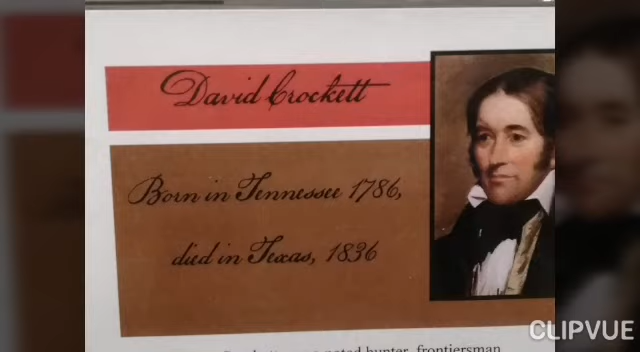 David Crockett
Born in Tennessee 1786,
died in Texas, 1836
noted hunter, frontiersman
CLIPVUE